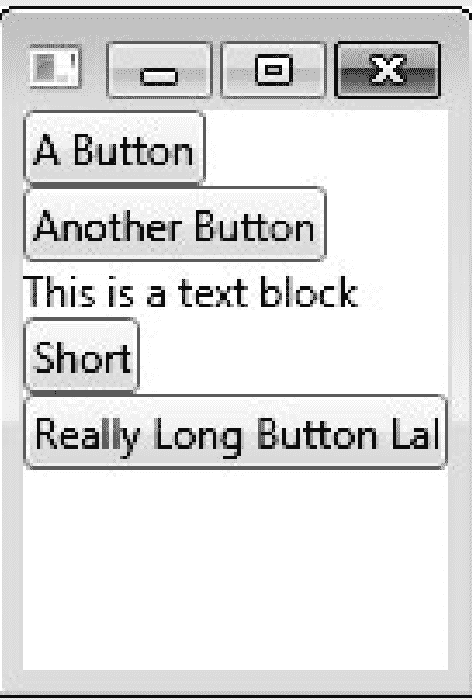 A Button
Another Button
This is a text block
Short
Really Long Button Lal